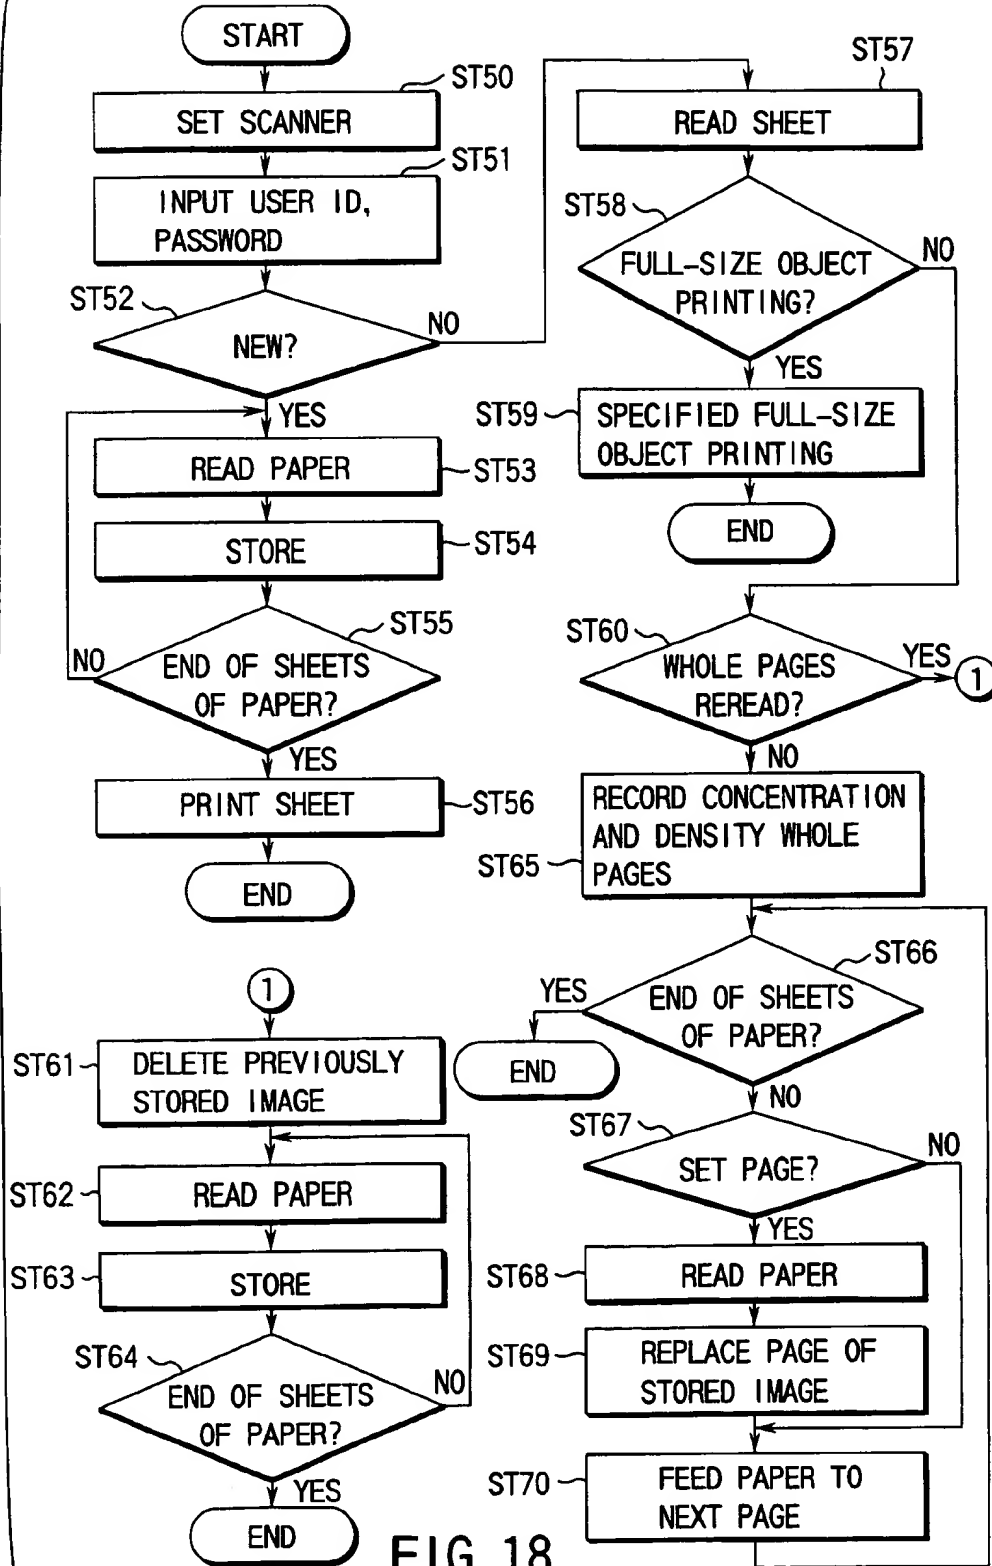 START
ST50
SET SCANNER
ST51
INPUT USER ID,
PASSWORD
ST52
NEW?
NO
YES
READ PAPER
ST53
STORE
ST54
ST55
END OF SHEETS
OF PAPER?
NO
YES
PRINT SHEET
ST56
END
1
ST61
DELETE PREVIOUSLY
STORED IMAGE
ST62
READ PAPER
ST63
STORE
ST64
END OF SHEETS
OF PAPER?
NO
YES
END
ST57
READ SHEET
ST58
FULL-SIZE OBJECT
PRINTING?
NO
YES
ST59
SPECIFIED FULL-SIZE
OBJECT PRINTING
END
ST60
WHOLE PAGES
REREAD?
YES
1
NO
RECORD CONCENTRATION
AND DENSITY WHOLE
PAGES
ST65
ST66
END OF SHEETS
OF PAPER?
YES
END
NO
ST67
SET PAGE?
NO
YES
ST68
READ PAPER
ST69
REPLACE PAGE OF
STORED IMAGE
ST70
FEED PAPER TO
NEXT PAGE
FIG. 18